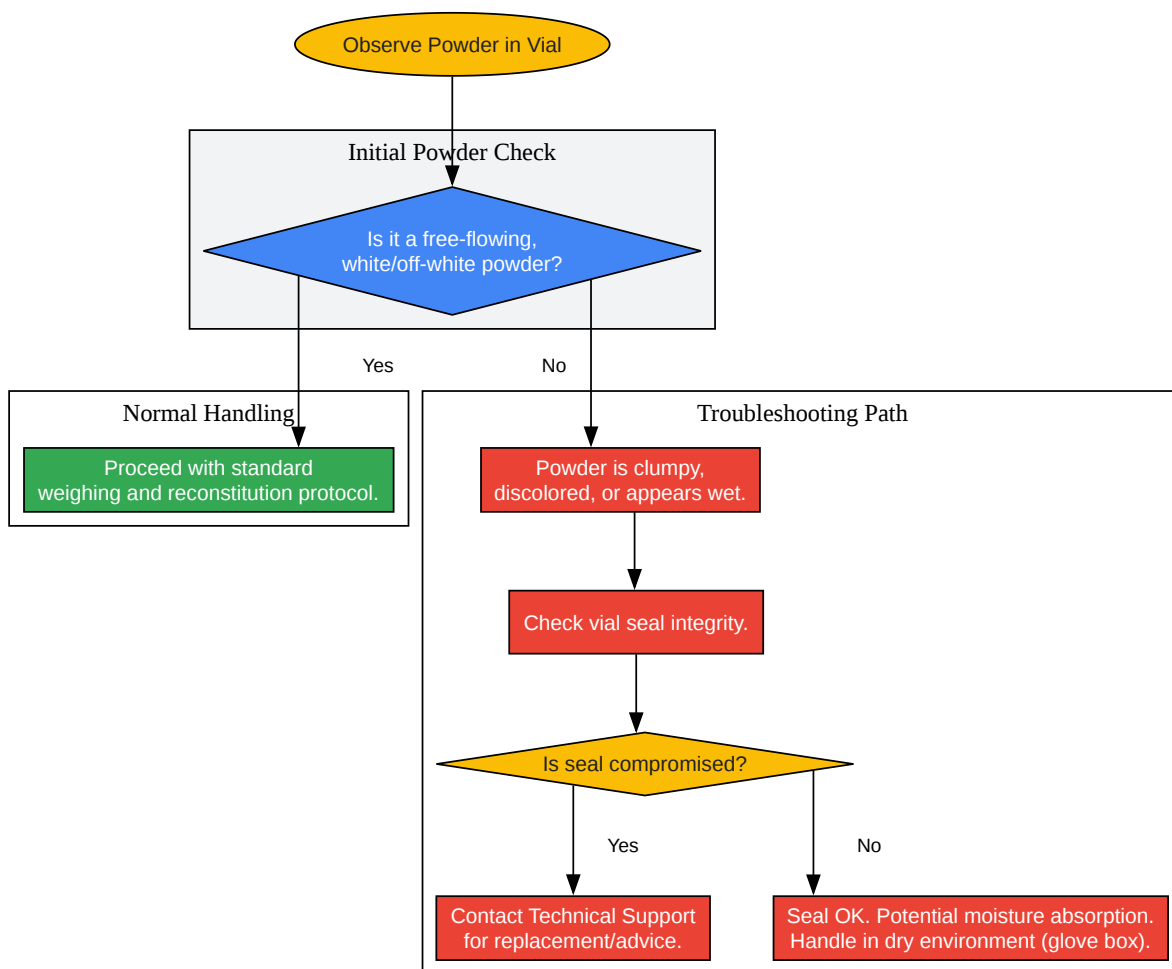 Observe Powder in Vial
Initial Powder Check
Is it a free-flowing,
white/off-white powder?
Yes
No
Normal Handling
Proceed with standard
weighing and reconstitution protocol.
Troubleshooting Path
Powder is clumpy,
discolored, or appears wet.
Check vial seal integrity.
Is seal compromised?
Yes
No
Contact Technical Support
for replacement/advice.
Seal OK. Potential moisture absorption.
Handle in dry environment (glove box).